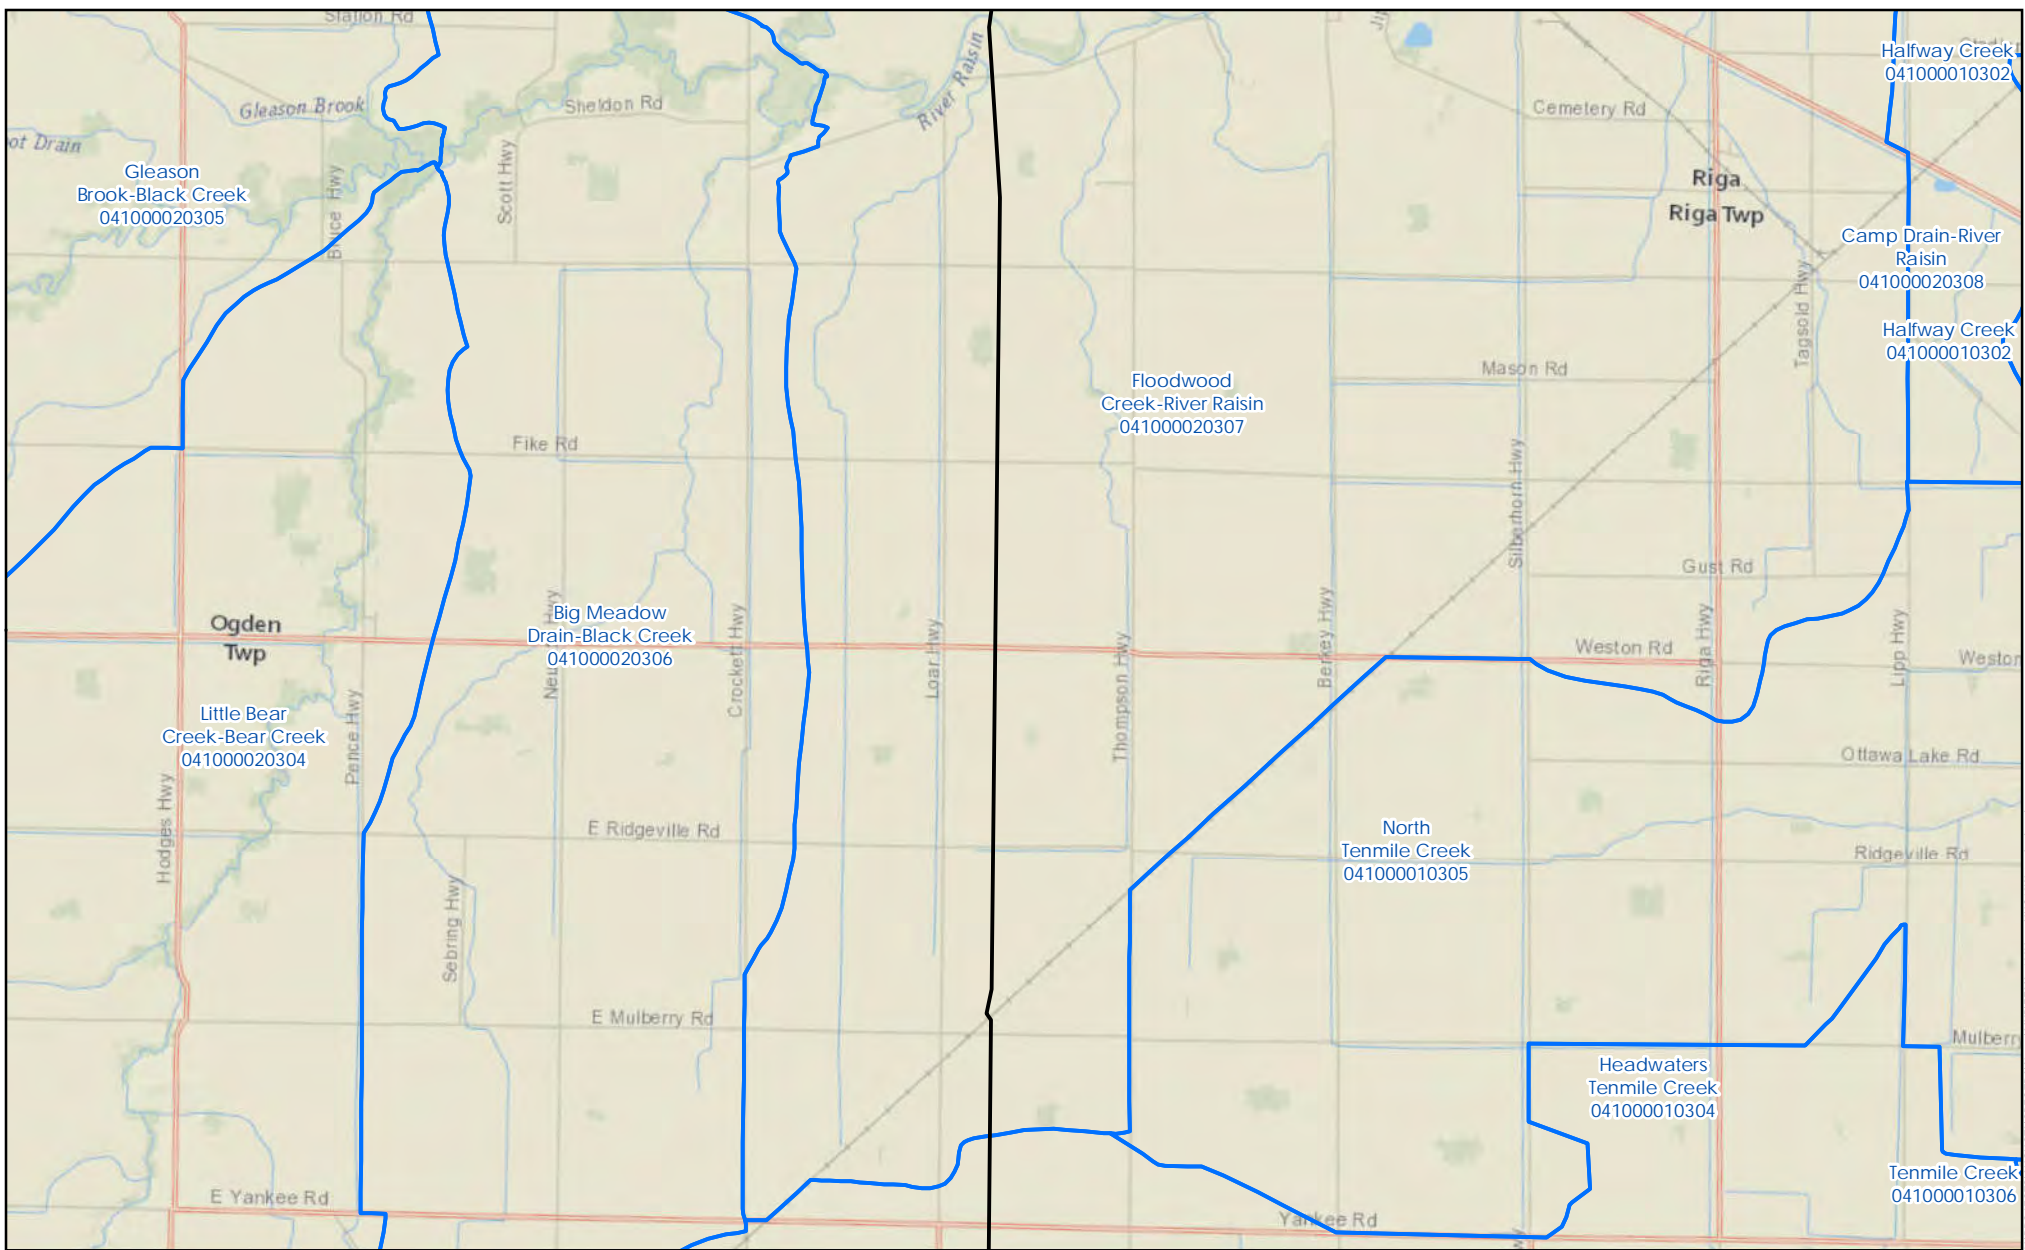 Slation Rd
River Raisin
Gleason Brook
Sheldon Rd
Halfway Creek
041000010302
Cemetery Rd
ot Drain
Gleason
Brook-Black Creek
041000020305
Bruce Hwy
Scott Hwy
Riga
Riga Twp
Camp Drain-River
Raisin
041000020308
Tagsold Hwy
Halfway Creek
041000010302
Mason Rd
Floodwood
Creek-River Raisin
041000020307
Fike Rd
Silberhorn Hwy
Gust Rd
Ogden
Twp
Big Meadow
Drain-Black Creek
041000020306
Crockett Hwy
Loar Hwy
Thompson Hwy
Berkey Hwy
Weston Rd
Riga Hwy
Lipp Hwy
Weston
Little Bear
Creek-Bear Creek
041000020304
Pence Hwy
Ottawa Lake Rd
Hodges Hwy
E Ridgeville Rd
North
Tenmile Creek
041000010305
Ridgeville Rd
Sebring Hwy
E Mulberry Rd
Mulberry
Headwaters
Tenmile Creek
041000010304
Tenmile Creek
041000010306
E Yankee Rd
Yankee Rd